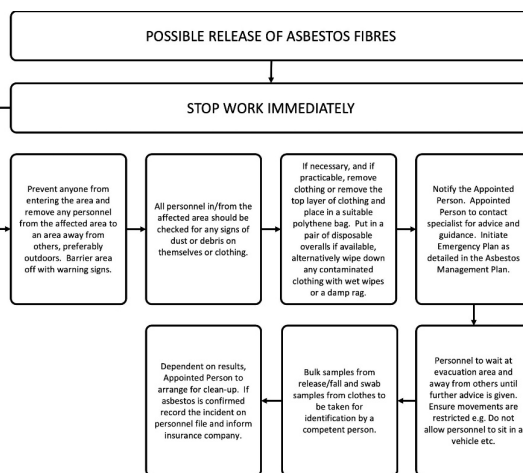 POSSIBLE RELEASE OF ASBESTOS FIBRES
STOP WORK IMMEDIATELY
Prevent anyone from
entering the area and
remove any personnel
from the affected area to
an area away from
others, preferably
outdoors. Barrier area
off with warning signs.
All personnel in/from the
affected area should be
checked for any signs of
dust or debris on
themselves or clothing.
If necessary, and if
practicable, remove
clothing or remove the
top layer of clothing and
place in a suitable
polythene bag. Put in a
pair of disposable
overalls if available,
alternatively wipe down
any contaminated
clothing with wet wipes
or a damp rag.
Notify the Appointed
Person. Appointed
Person to contact
specialist for advice and
guidance. Initiate
Emergency Plan as
detailed in the Asbestos
Management Plan.
Personnel to wait at
evacuation area and
away from others until
further advice is given.
Ensure movements are
restricted e.g. Do not
allow personnel to sit in a
vehicle etc.
Bulk samples from
release/fall and swab
samples from clothes to
be taken for
identification by a
competent person.
Dependent on results,
Appointed Person to
arrange for clean-up. If
asbestos is confirmed
record the incident on
personnel file and inform
insurance company.